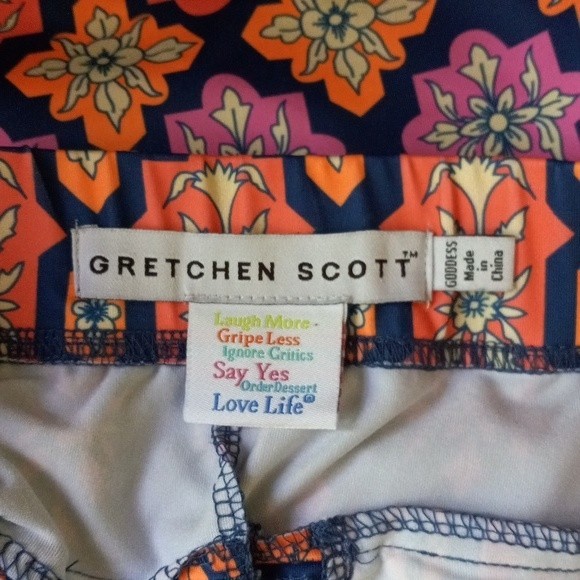 GRETCHEN SCOTT™
GODDESS
Made
in
China
Laugh More
Gripe Less
Ignore Critics
Say Yes
Order Dessert
Love Life®